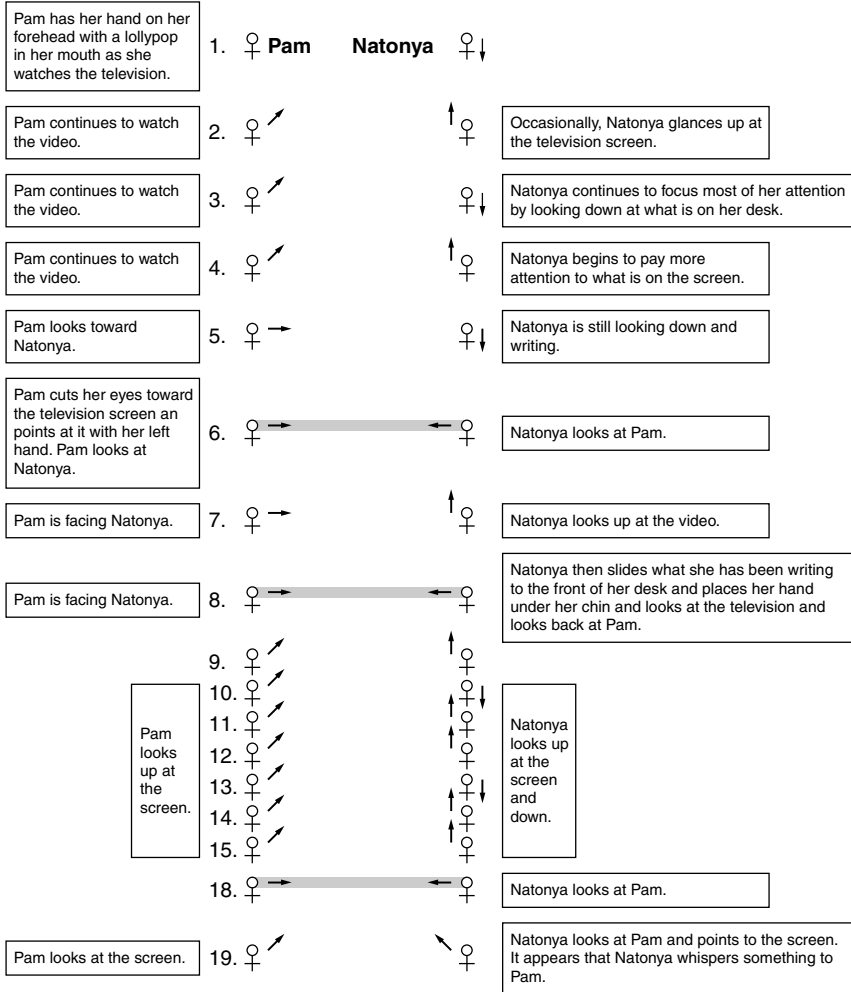 Pam has her hand on her
forehead with a lollypop
in her mouth as she
watches the television.
1.
Pam
Natonya
Pam continues to watch
the video.
2.
Occasionally, Natonya glances up at
the television screen.
Pam continues to watch
the video.
3.
Natonya continues to focus most of her attention
by looking down at what is on her desk.
Pam continues to watch
the video.
4.
Natonya begins to pay more
attention to what is on the screen.
Pam looks toward
Natonya.
5.
Natonya is still looking down and
writing.
Pam cuts her eyes toward
the television screen an
points at it with her left
hand. Pam looks at
Natonya.
6.
Natonya looks at Pam.
Pam is facing Natonya.
7.
Natonya looks up at the video.
Pam is facing Natonya.
8.
Natonya then slides what she has been writing
to the front of her desk and places her hand
under her chin and looks at the television and
looks back at Pam.
9.
10.
11.
12.
13.
14.
15.
Pam
looks
up at
the
screen.
Natonya
looks up
at the
screen
and
down.
18.
Natonya looks at Pam.
Pam looks at the screen.
19.
Natonya looks at Pam and points to the screen.
It appears that Natonya whispers something to
Pam.